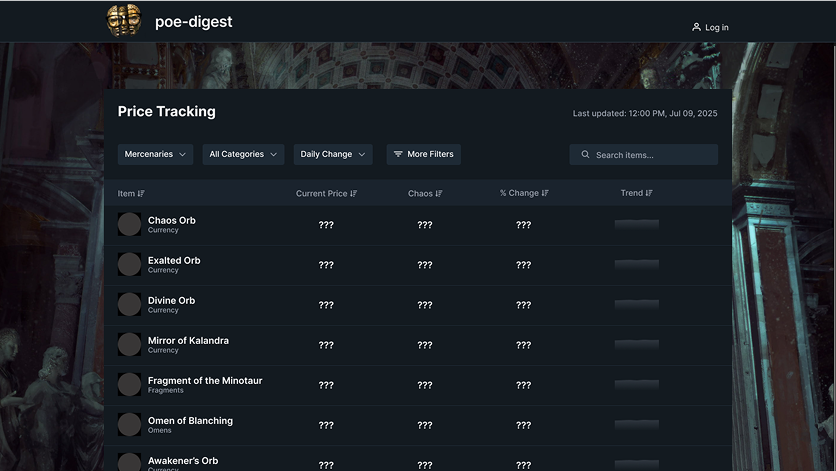 poe-digest
Log in
Price Tracking
Last updated: 12:00 PM, Jul 09, 2025
Mercenaries All Categories Daily Change More Filters Search items...
Item Current Price Chaos % Change Trend
Chaos Orb
Currency
??? ??? ???
Exalted Orb
Currency
??? ??? ???
Divine Orb
Currency
??? ??? ???
Mirror of Kalandra
Currency
??? ??? ???
Fragment of the Minotaur
Fragments
??? ??? ???
Omen of Blanching
Omens
??? ??? ???
Awakener's Orb
Currency
??? ??? ???